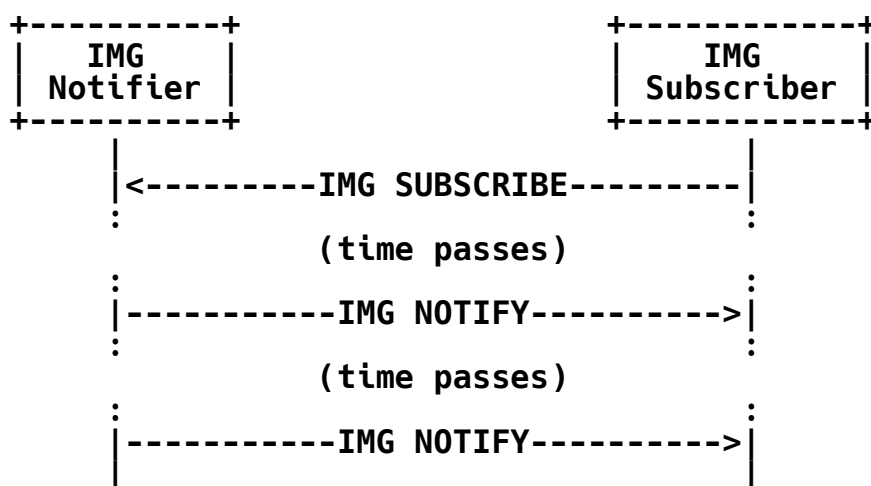 +----------+                    +------------+
|   IMG    |                    |    IMG     |
| Notifier |                    | Subscriber |
+----------+                    +------------+
     |                                 |
     |<---------IMG SUBSCRIBE---------|
     :                                 :
                (time passes)
     :                                 :
     |-----------IMG NOTIFY---------->|
     :                                 :
                (time passes)
     :                                 :
     |-----------IMG NOTIFY---------->|
     |                                 |